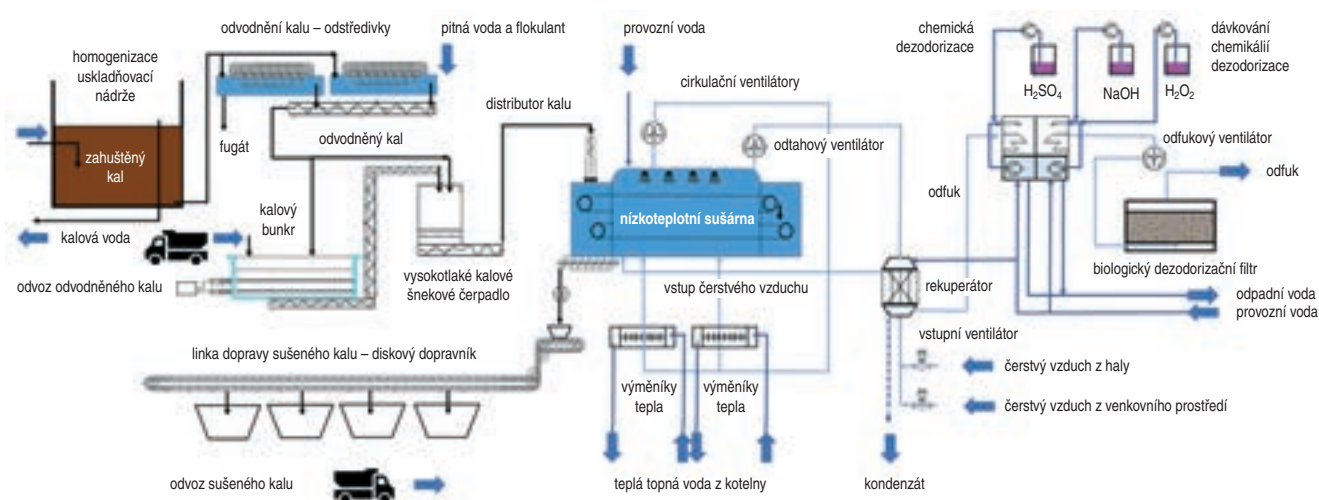 odvodnění kalu – odstředivky
pitná voda a flokulant
provozní voda
chemická
dezodorizace
dávkování
chemikálií
dezodorizace
homogenizace
uskladňovací
nádrže
cirkulační ventilátory
H₂SO₄
NaOH
H₂O₂
distributor kalu
zahuštěný
kal
fugát
odvodněný kal
odtahový ventilátor
odfukový ventilátor
odfuk
odfuk
kalový
bunkr
nízkoteplotní sušárna
kalová voda
vysokotlaké kalové
šnekové čerpadlo
biologický dezodorizační filtr
odvoz odvodněného kalu
vstup čerstvého vzduchu
rekuperátor
odpadní voda
provozní voda
vstupní ventilátor
linka dopravy sušeného kalu – diskový dopravník
čerstvý vzduch z haly
výměníky
tepla
výměníky
tepla
čerstvý vzduch z venkovního prostředí
odvoz sušeného kalu
teplá topná voda z kotelny
kondenzát